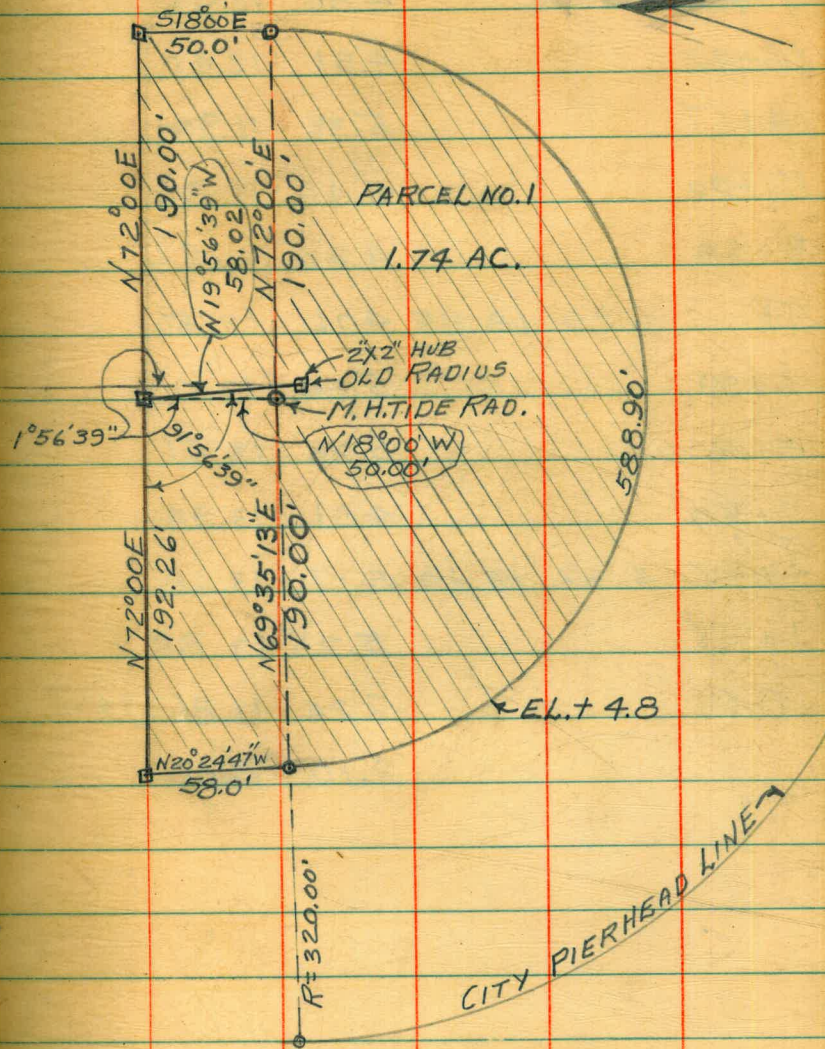 S18°00'E
50.0'
N72°00E
190.00'
N19°56'39"W
58.02
N72°00'E
190.00'
PARCEL NO.1
1.74 AC.
2"X2" HUB
OLD RADIUS
M.H.TIDE RAD.
1°56'39"
91°56'39"
N18°00'W
50.00'
588.90'
N72°00E
192.26'
N69°35'13"E
190.00'
EL.+ 4.8
N20°24'47"W
58.0'
R=320.00'
CITY PIERHEAD LINE